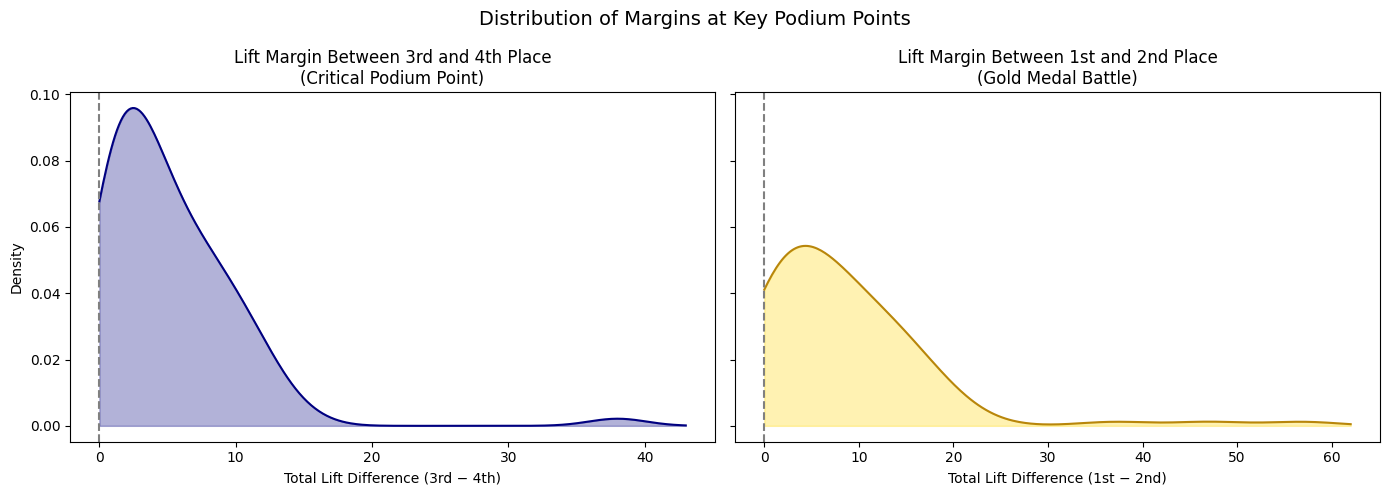 Distribution of Margins at Key Podium Points
Lift Margin Between 3rd and 4th Place
(Critical Podium Point)
Density
0.10
0.08
0.06
0.04
0.02
0.00
0 10 20 30 40
Total Lift Difference (3rd − 4th)
Lift Margin Between 1st and 2nd Place
(Gold Medal Battle)
0 10 20 30 40 50 60
Total Lift Difference (1st − 2nd)